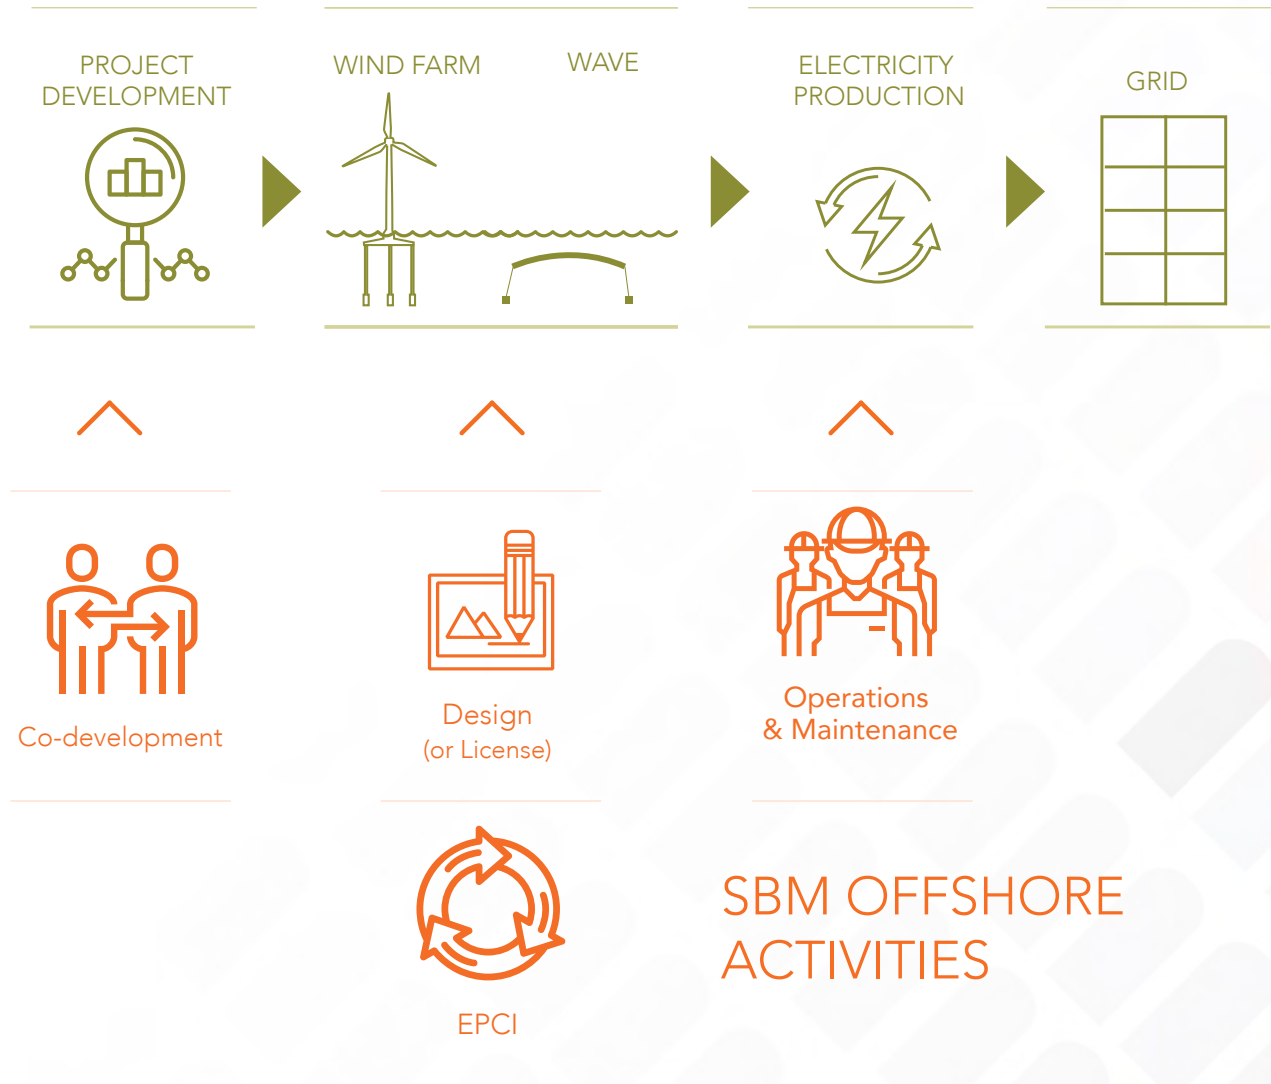 PROJECT
DEVELOPMENT
WIND FARM
WAVE
ELECTRICITY
PRODUCTION
GRID
Co-development
Design
(or License)
Operations
& Maintenance
EPCI
SBM OFFSHORE
ACTIVITIES